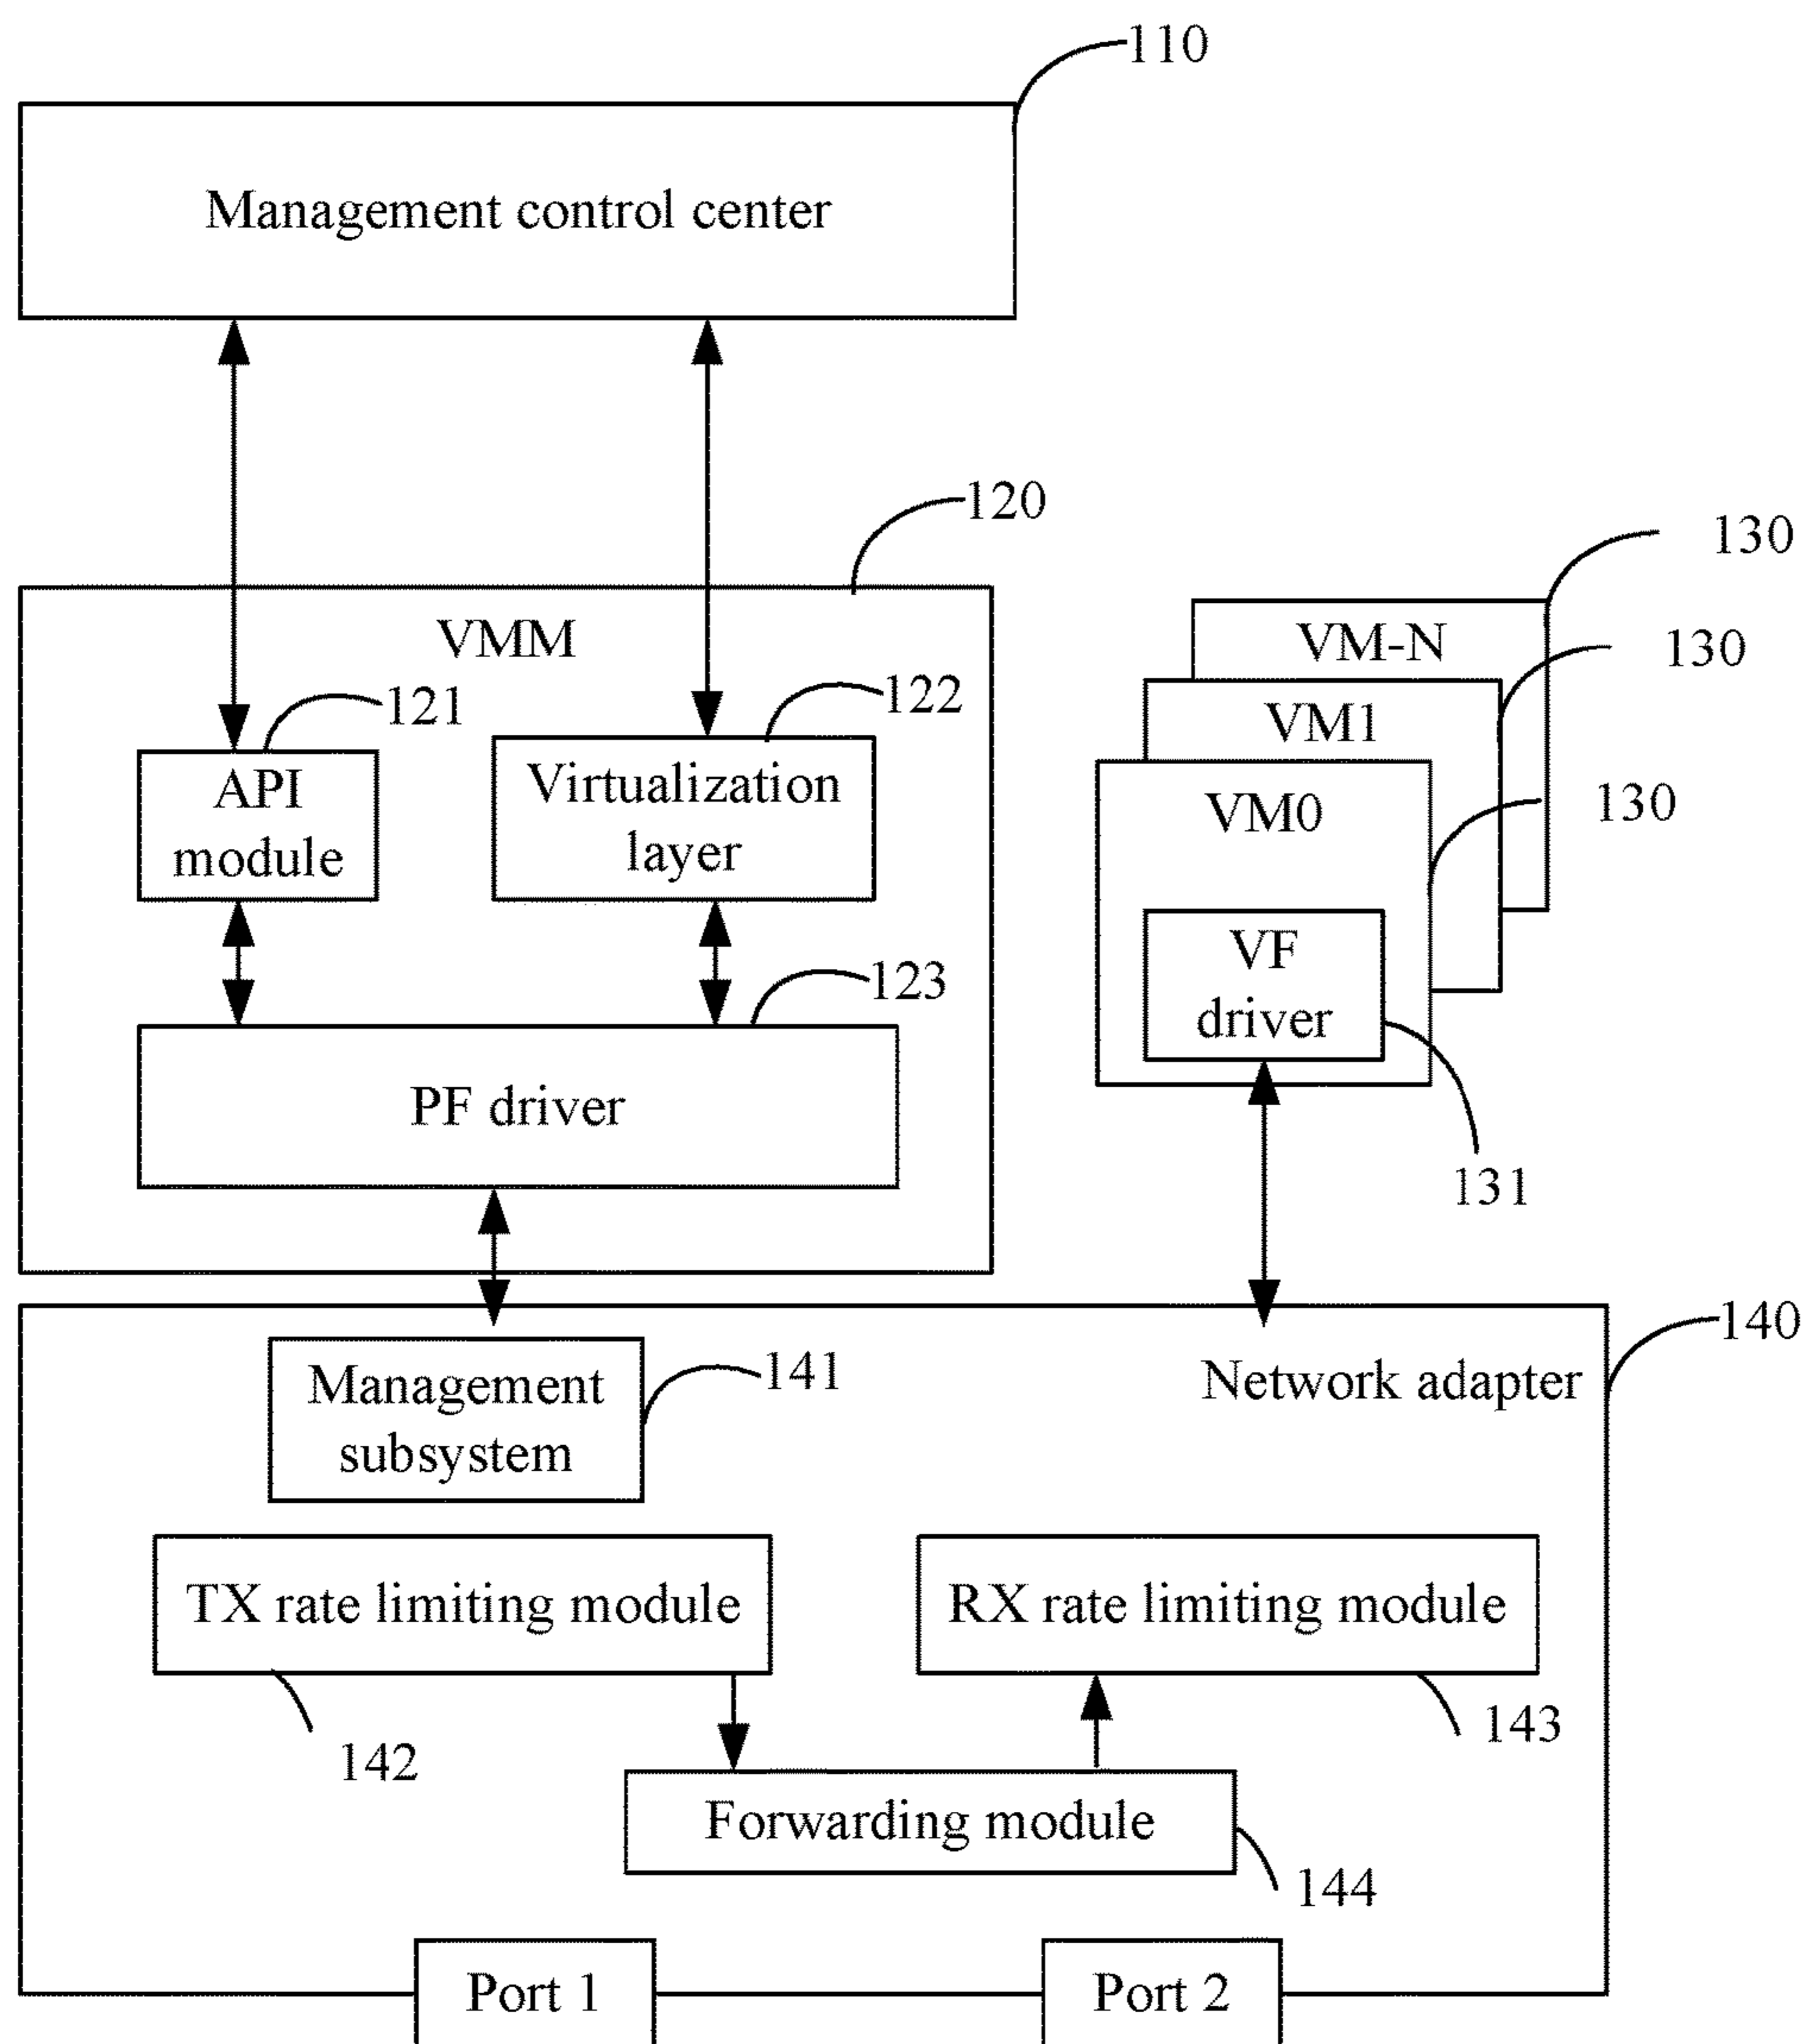 110
Management control center
120
130
VMM
VM-N
130
121
122
VM1
API
module
Virtualization
layer
VM0
130
VF
driver
123
PF driver
131
140
Management
subsystem
141
Network adapter
TX rate limiting module
RX rate limiting module
142
143
Forwarding module
144
Port 1
Port 2